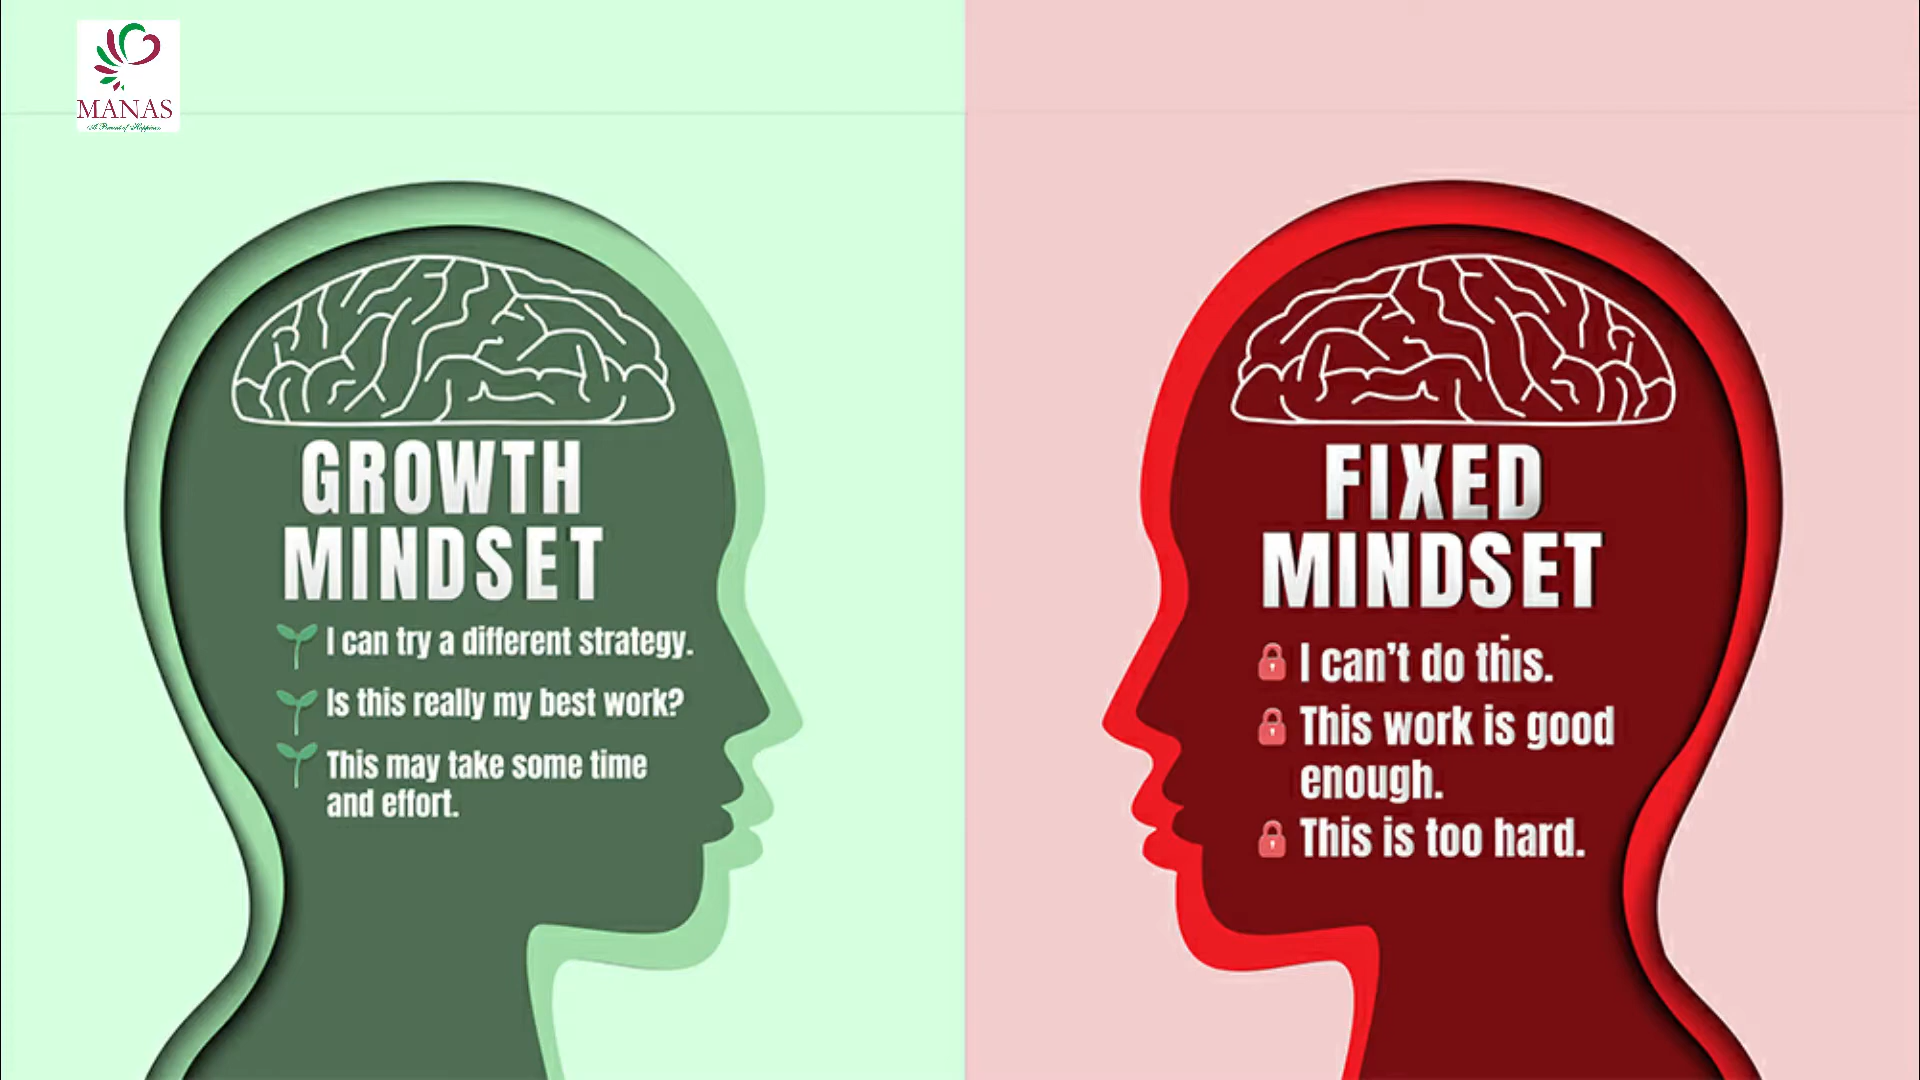 MANAS
GROWTH
MINDSET
I can try a different strategy.
Is this really my best work?
This may take some time
and effort.
FIXED
MINDSET
I can't do this.
This work is good
enough.
This is too hard.